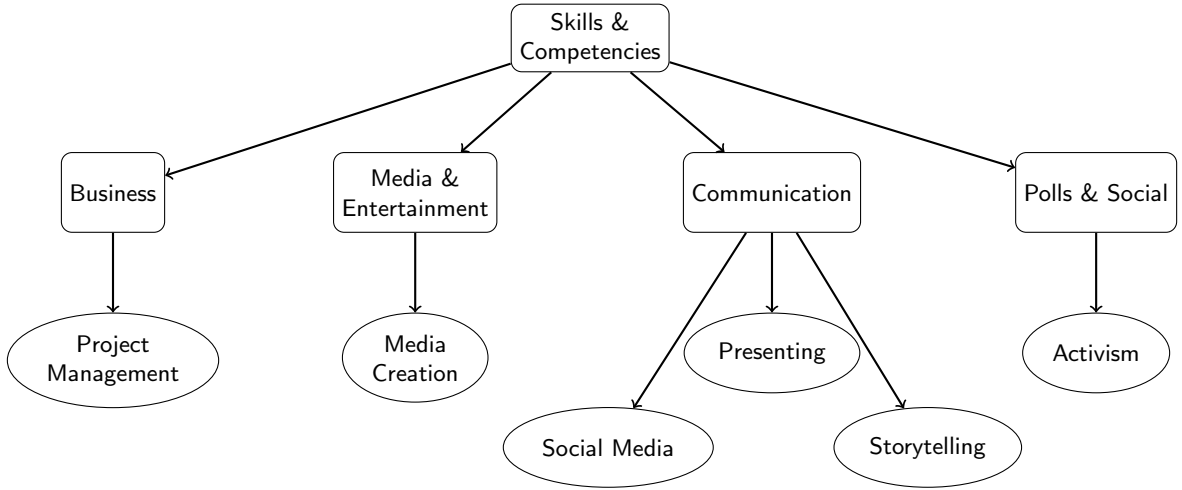 Skills &
Competencies
Business
Media &
Entertainment
Communication
Polls & Social
Project
Management
Media
Creation
Presenting
Activism
Social Media
Storytelling